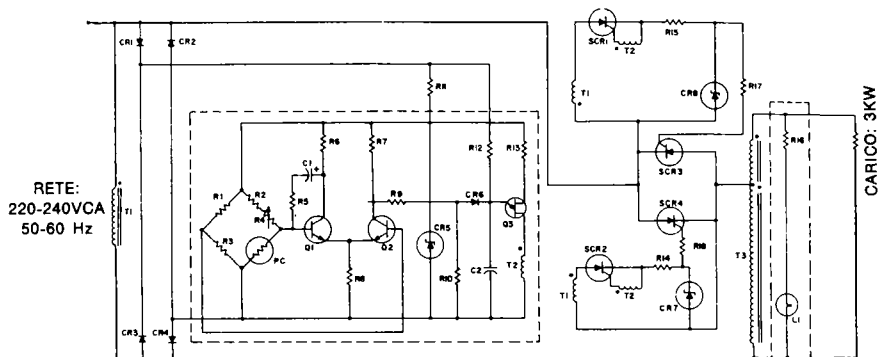 CR1
CR2
R11
R6
R7
R12
R13
C1
R5
R1
R2
R4
R3
PC
Q1
Q2
R9
CR6
Q3
CR5
R8
R10
C2
T2
CR3
CR4
RETE:
220-240VCA
50-60 Hz
T1
SCR1
T2
R15
T1
CR8
R17
SCR3
SCR4
R18
SCR2
R14
T1
T2
CR7
T3
R16
L1
CARICO: 3KW